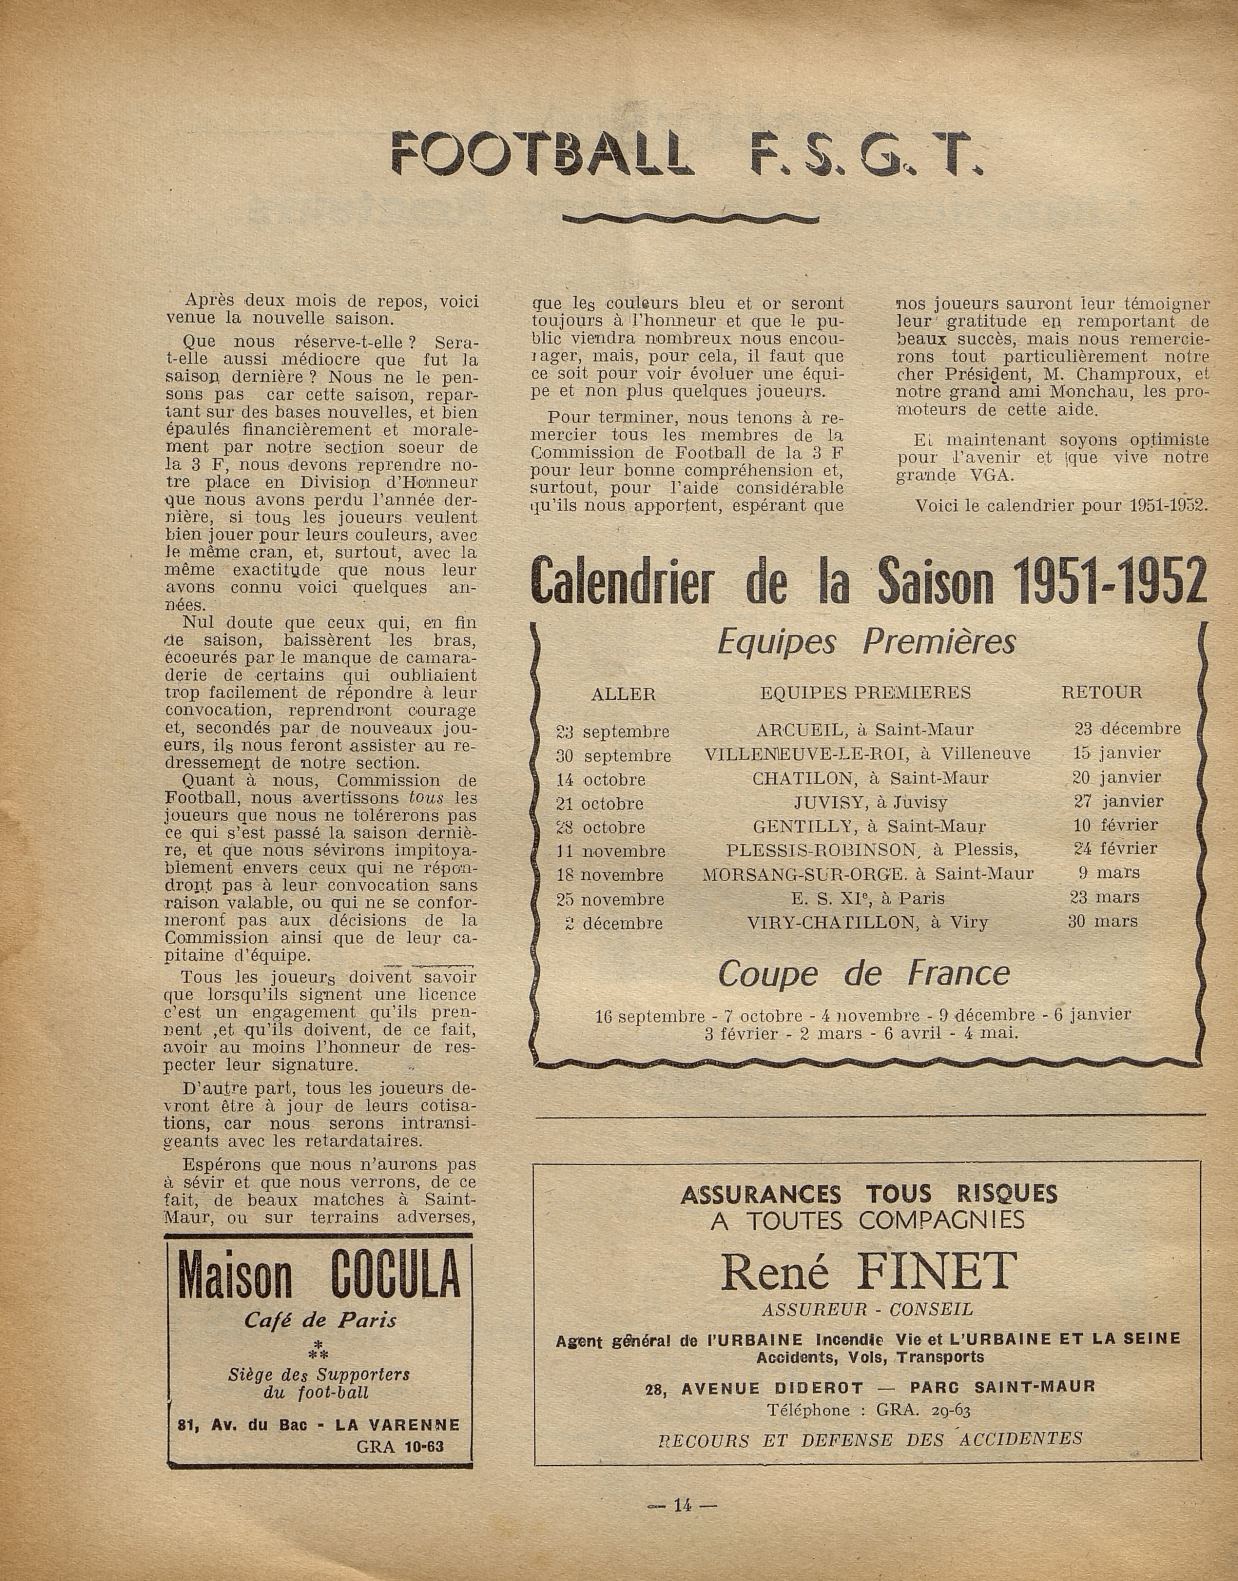 FOOTBALL F.S.G.T.
Après deux mois de repos, voici
venue la nouvelle saison.
Que nous réserve-t-elle ? Sera-
t-elle aussi médiocre que fut la
saison dernière ? Nous ne le pen-
sons pas car cette saison, repar-
tant sur des bases nouvelles, et bien
épaulés financièrement et morale-
ment par notre section soeur de
la 3 F, nous devons reprendre no-
tre place en Division d'Honneur
que nous avons perdu l'année der-
nière, si tous les joueurs veulent
bien jouer pour leurs couleurs, avec
le même cran, et, surtout, avec la
même exactitude que nous leur
avons connu voici quelques an-
nées.
Nul doute que ceux qui, en fin
de saison, baissèrent les bras,
écoeurés par le manque de camara-
derie de certains qui oubliaient
trop facilement de répondre à leur
convocation, reprendront courage
et, secondés par de nouveaux jou-
eurs, ils nous feront assister au re-
dressement de notre section.
Quant à nous, Commission de
Football, nous avertissons tous les
joueurs que nous ne tolérerons pas
ce qui s'est passé la saison derniè-
re, et que nous sévirons impitoya-
blement envers ceux qui ne répon-
dront pas à leur convocation sans
raison valable, ou qui ne se confor-
meront pas aux décisions de la
Commission ainsi que de leur ca-
pitaine d'équipe.
Tous les joueurs doivent savoir
que lorsqu'ils signent une licence
c'est un engagement qu'ils pren-
nent ,et qu'ils doivent, de ce fait,
avoir au moins l'honneur de res-
pecter leur signature.
D'autre part, tous les joueurs de-
vront être à jour de leurs cotisa-
tions, car nous serons intransi-
geants avec les retardataires.
Espérons que nous n'aurons pas
à sévir et que nous verrons, de ce
fait, de beaux matches à Saint-
Maur, ou sur terrains adverses,
que les couleurs bleu et or seront
toujours à l'honneur et que le pu-
blic viendra nombreux nous encou-
rager, mais, pour cela, il faut que
ce soit pour voir évoluer une équi-
pe et non plus quelques joueurs.
Pour terminer, nous tenons à re-
mercier tous les membres de la
Commission de Football de la 3 F
pour leur bonne compréhension et,
surtout, pour l'aide considérable
qu'ils nous apportent, espérant que
nos joueurs sauront leur témoigner
leur gratitude en remportant de
beaux succès, mais nous remercie-
rons tout particulièrement notre
cher Président, M. Champroux, et
notre grand ami Monchau, les pro-
moteurs de cette aide.
Et maintenant soyons optimiste
pour l'avenir et que vive notre
grande VGA.
Voici le calendrier pour 1951-1952.
Calendrier de la Saison 1951-1952
Equipes Premières
ALLER EQUIPES PREMIERES RETOUR
23 septembre ARCUEIL, à Saint-Maur 23 décembre
30 septembre VILLENEUVE-LE-ROI, à Villeneuve 15 janvier
14 octobre CHATILON, à Saint-Maur 20 janvier
21 octobre JUVISY, à Juvisy 27 janvier
28 octobre GENTILLY, à Saint-Maur 10 février
11 novembre PLESSIS-ROBINSON, à Plessis, 24 février
18 novembre MORSANG-SUR-ORGE. à Saint-Maur 9 mars
25 novembre E. S. XIe, à Paris 23 mars
2 décembre VIRY-CHATILLON, à Viry 30 mars
Coupe de France
16 septembre - 7 octobre - 4 novembre - 9 décembre - 6 janvier
3 février - 2 mars - 6 avril - 4 mai.
Maison COCULA
Café de Paris
*
**
Siège des Supporters
du foot-ball
81, Av. du Bac - LA VARENNE
GRA 10-63
ASSURANCES TOUS RISQUES
A TOUTES COMPAGNIES
René FINET
ASSUREUR - CONSEIL
Agent général de l'URBAINE Incendie Vie et L'URBAINE ET LA SEINE
Accidents, Vols, Transports
28, AVENUE DIDEROT — PARC SAINT-MAUR
Téléphone : GRA. 29-63
RECOURS ET DEFENSE DES ACCIDENTES
— 14 —